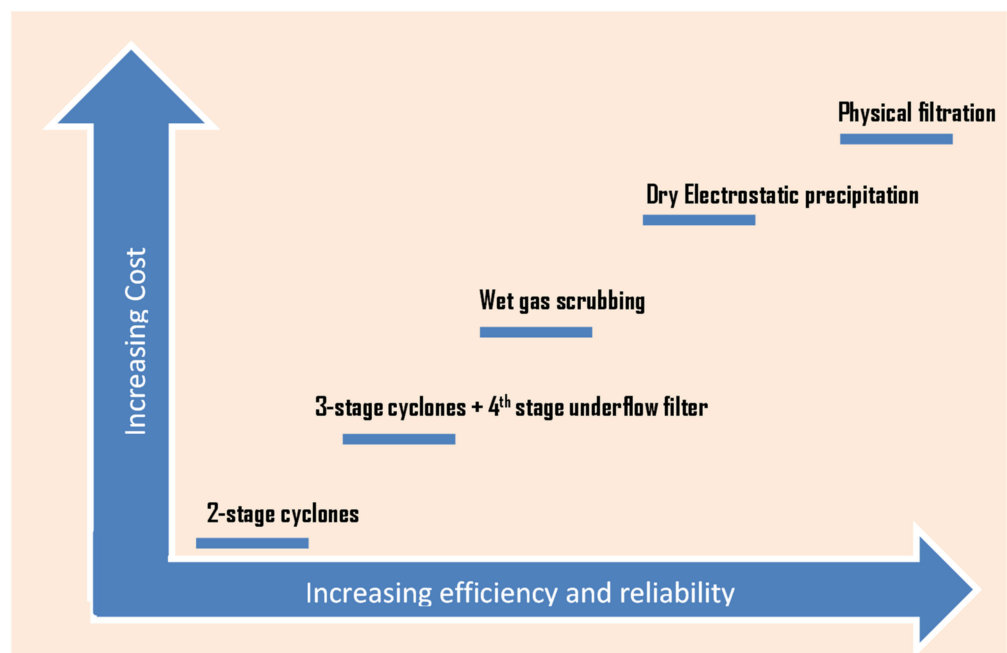 Physical filtration
Dry Electrostatic precipitation
Wet gas scrubbing
3-stage cyclones + 4th stage underflow filter
2-stage cyclones
Increasing Cost
Increasing efficiency and reliability